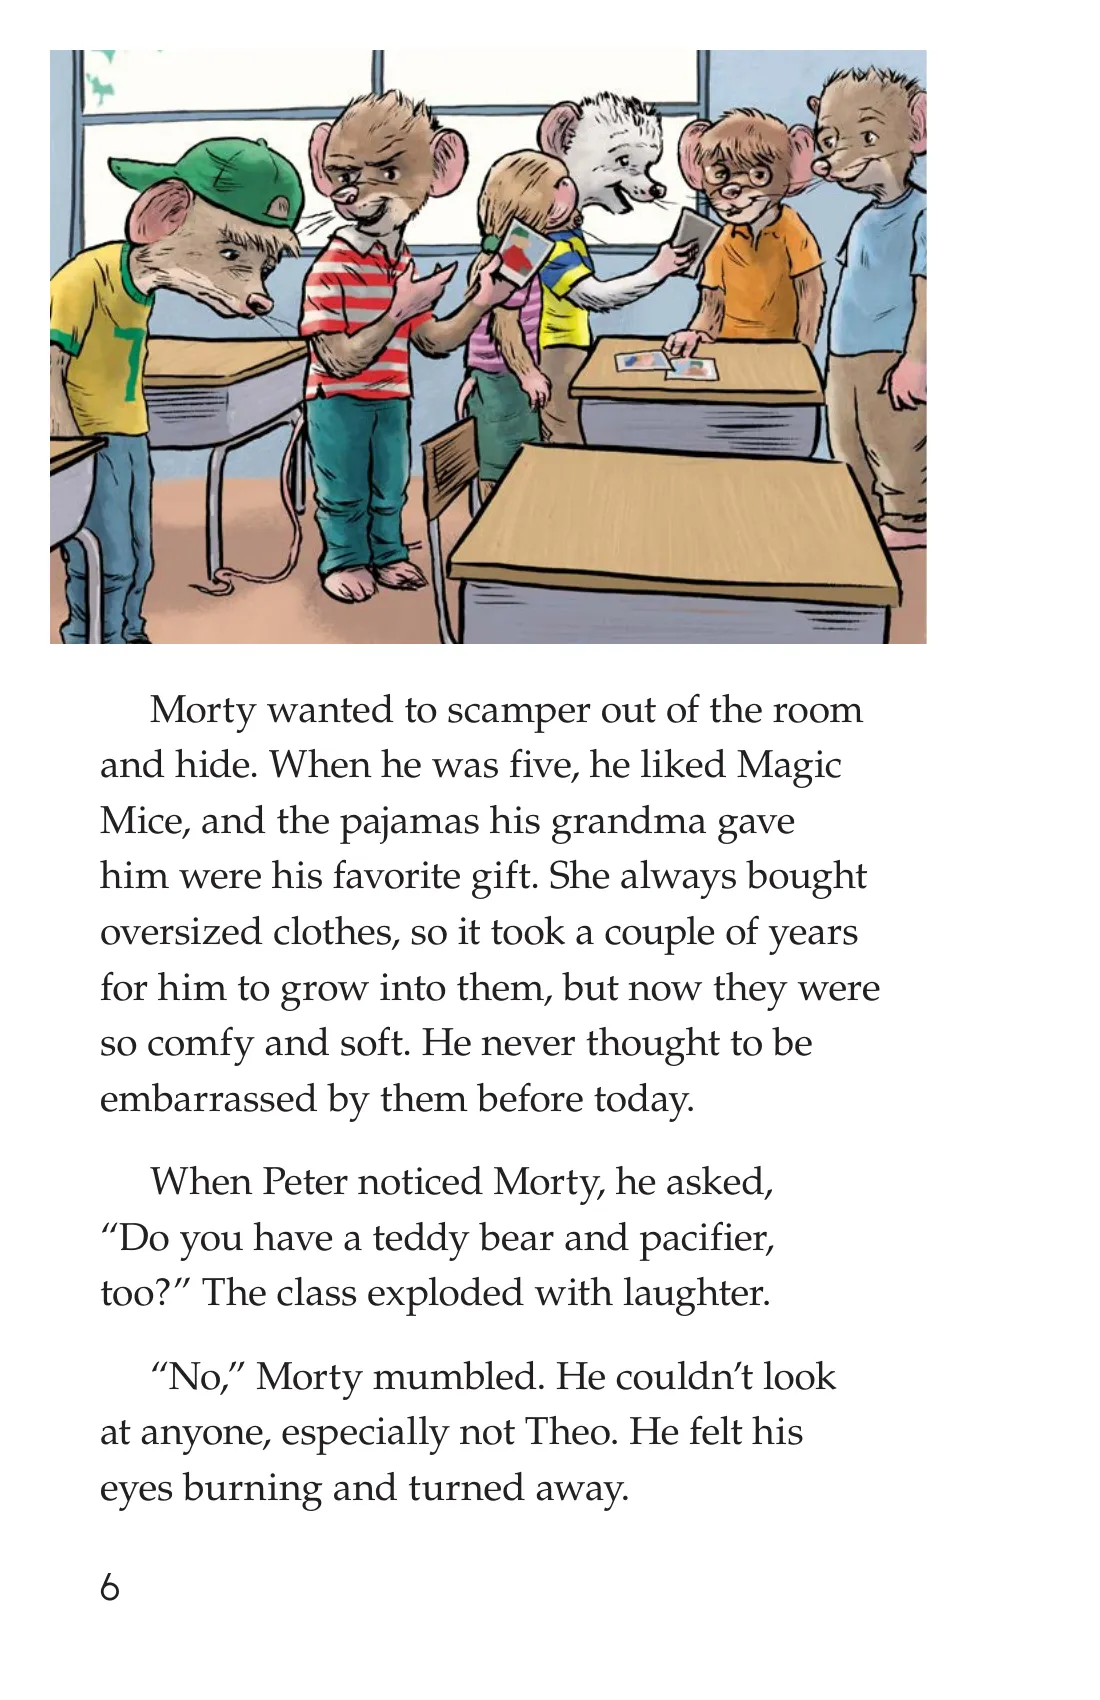 7
Morty wanted to scamper out of the room
and hide. When he was five, he liked Magic
Mice, and the pajamas his grandma gave
him were his favorite gift. She always bought
oversized clothes, so it took a couple of years
for him to grow into them, but now they were
so comfy and soft. He never thought to be
embarrassed by them before today.
When Peter noticed Morty, he asked,
“Do you have a teddy bear and pacifier,
too?” The class exploded with laughter.
“No,” Morty mumbled. He couldn’t look
at anyone, especially not Theo. He felt his
eyes burning and turned away.
6